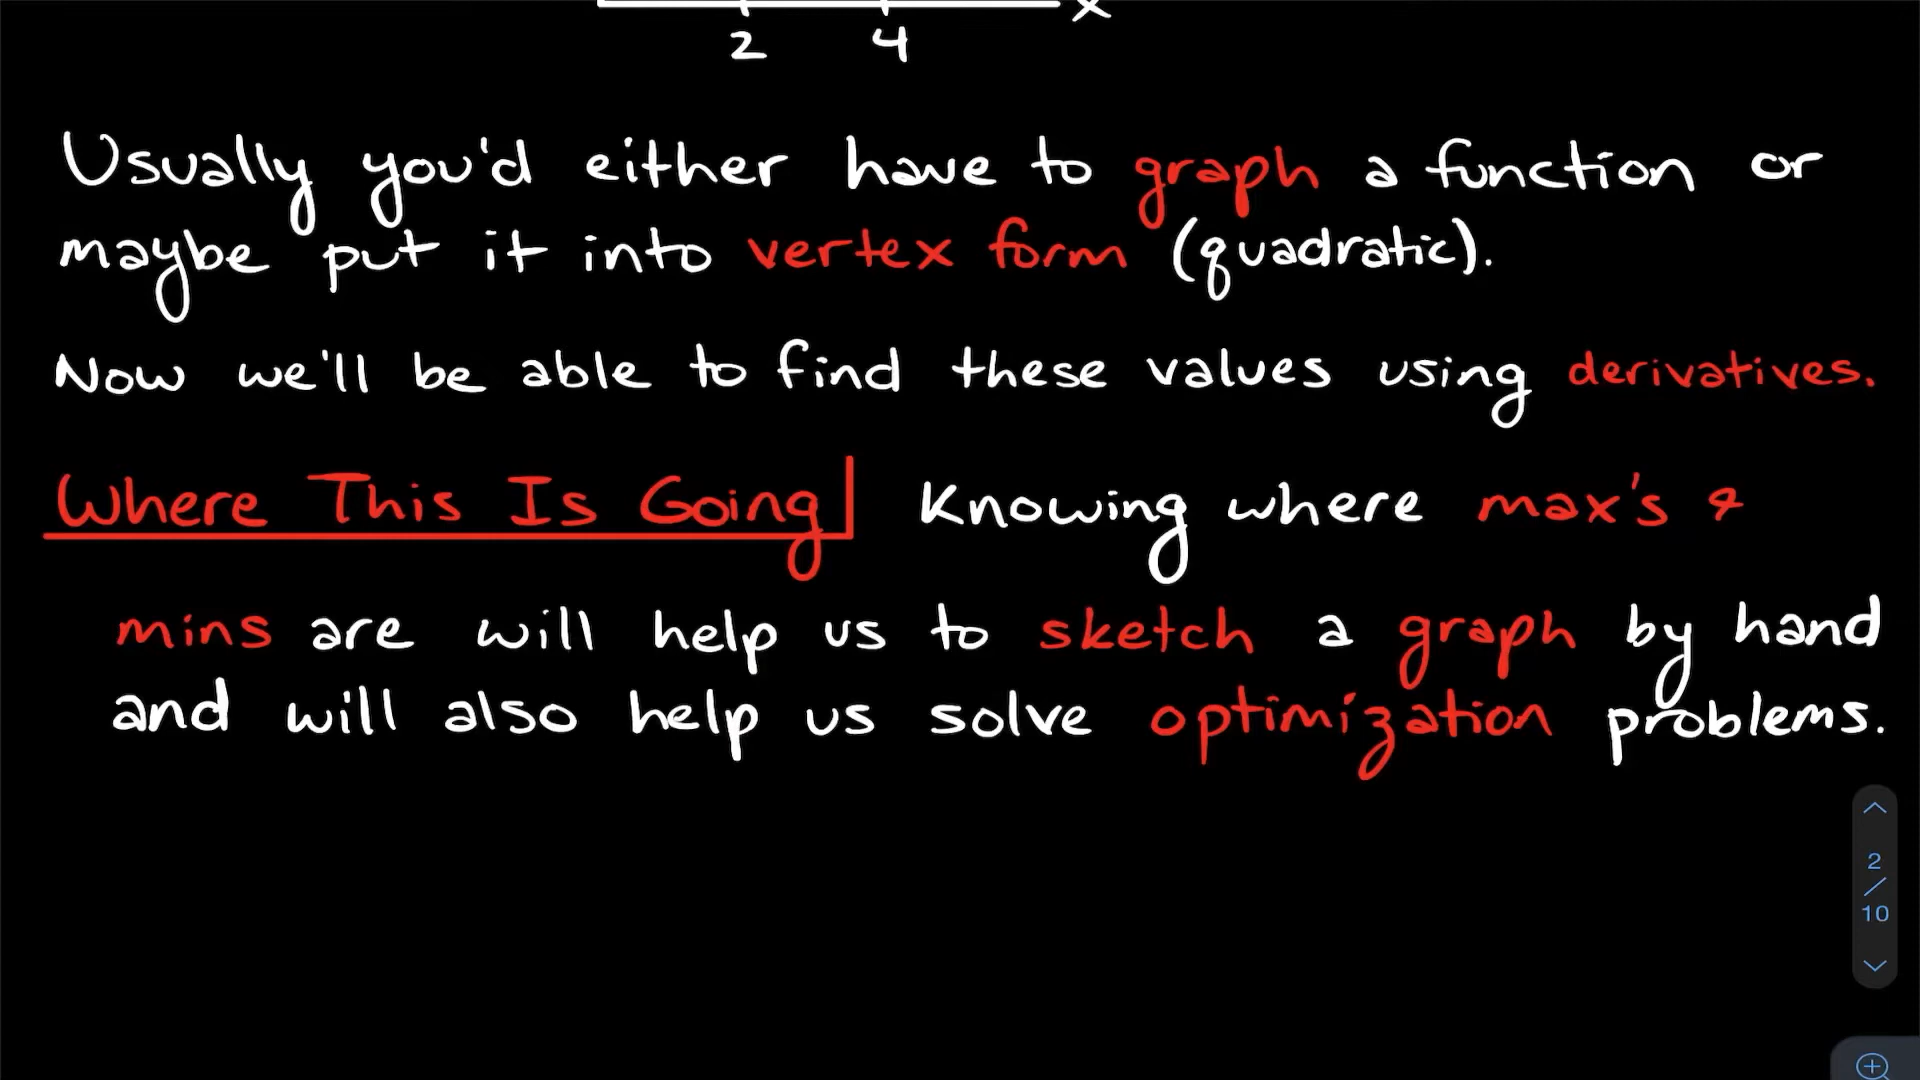 2 4 x
Usually you'd either have to graph a function or
maybe put it into vertex form (quadratic).
Now we'll be able to find these values using derivatives.
Where This Is Going Knowing where max's &
mins are will help us to sketch a graph by hand
and will also help us solve optimization problems.
2
/
10